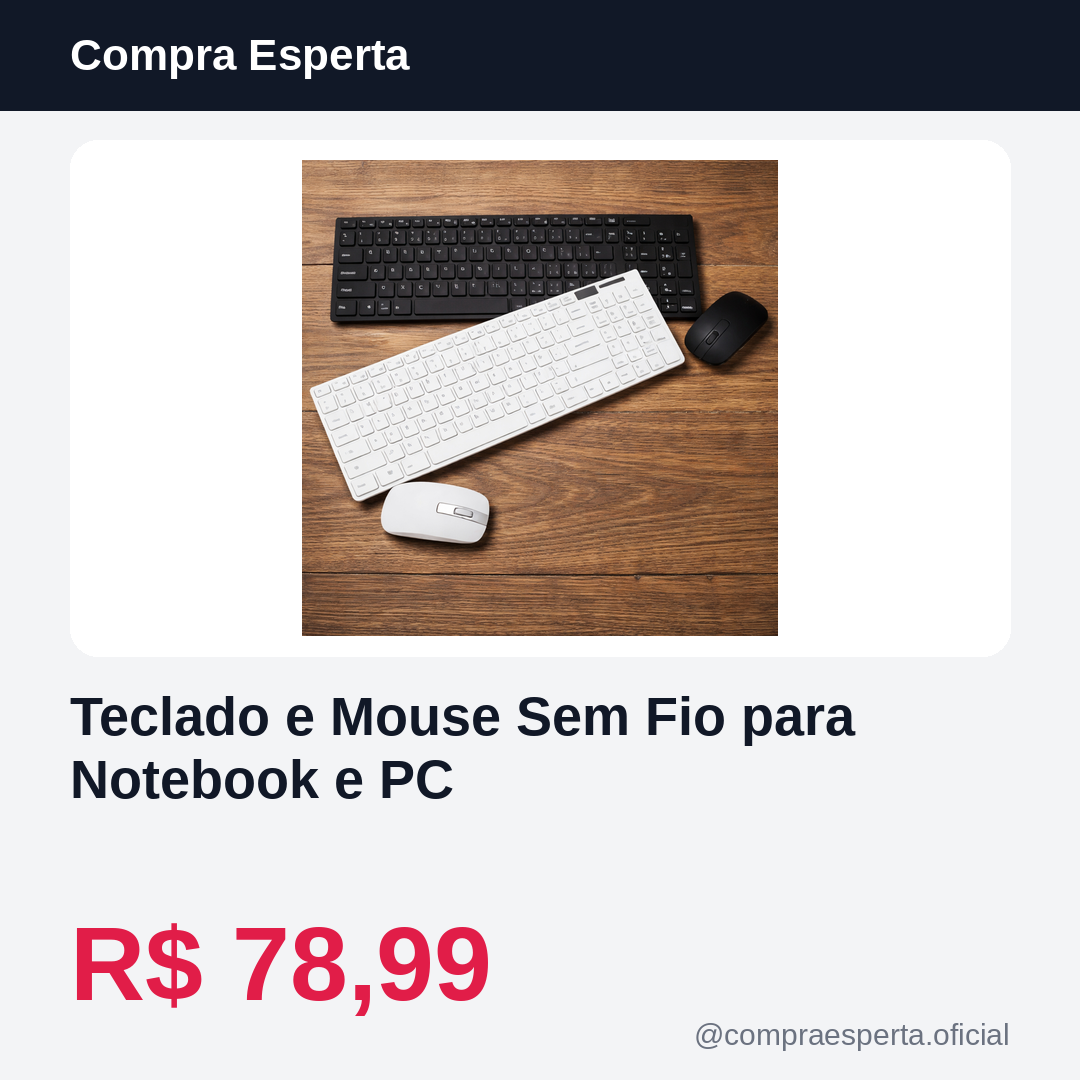 Compra Esperta
Teclado e Mouse Sem Fio para
Notebook e PC
R$ 78,99
@compraesperta.oficial